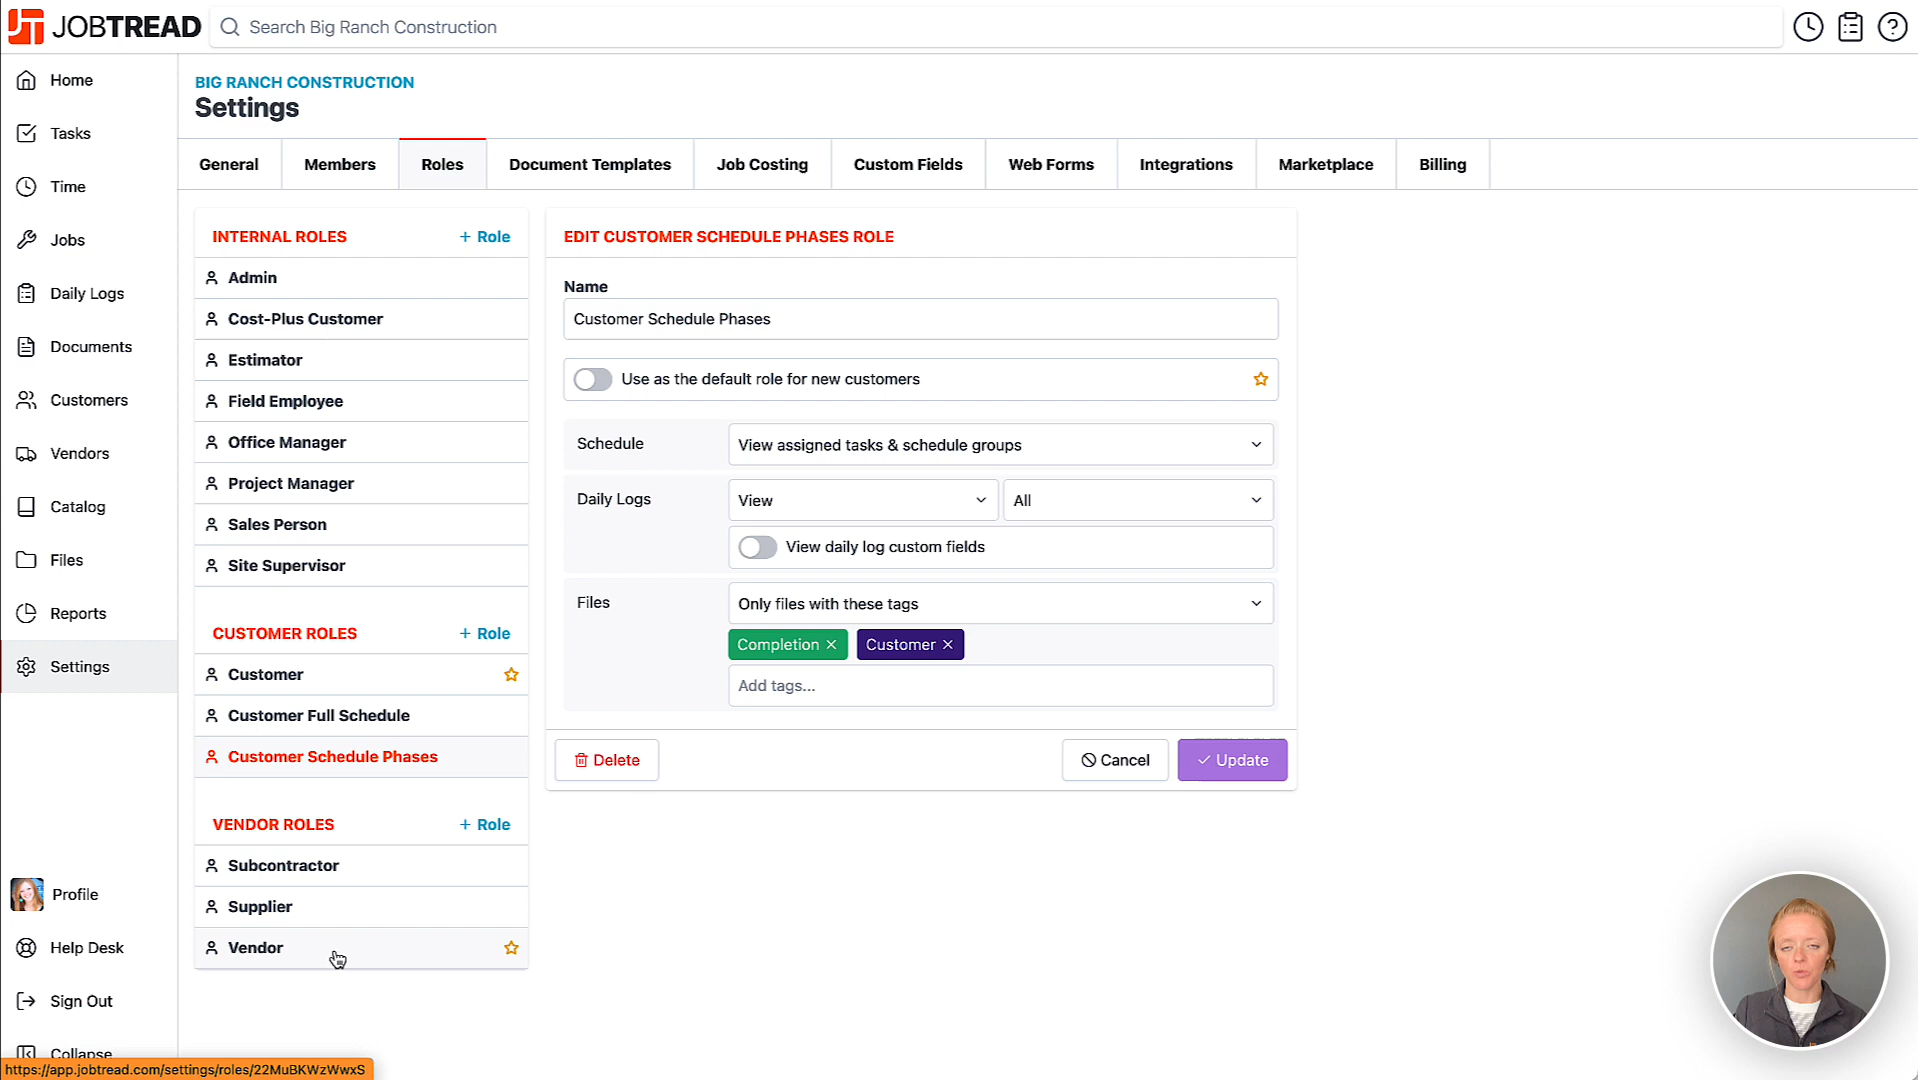 JOBTREAD
Search Big Ranch Construction
Home
Tasks
Time
Jobs
Daily Logs
Documents
Customers
Vendors
Catalog
Files
Reports
Settings
Profile
Help Desk
Sign Out
Collapse
https://app.jobtread.com/settings/roles/22MuBKWzWwxS
BIG RANCH CONSTRUCTION
Settings
General
Members
Roles
Document Templates
Job Costing
Custom Fields
Web Forms
Integrations
Marketplace
Billing
INTERNAL ROLES
+ Role
Admin
Cost-Plus Customer
Estimator
Field Employee
Office Manager
Project Manager
Sales Person
Site Supervisor
CUSTOMER ROLES
+ Role
Customer
Customer Full Schedule
Customer Schedule Phases
VENDOR ROLES
+ Role
Subcontractor
Supplier
Vendor
EDIT CUSTOMER SCHEDULE PHASES ROLE
Name
Customer Schedule Phases
Use as the default role for new customers
Schedule
View assigned tasks & schedule groups
Daily Logs
View
All
View daily log custom fields
Files
Only files with these tags
Completion
Customer
Add tags...
Delete
Cancel
Update